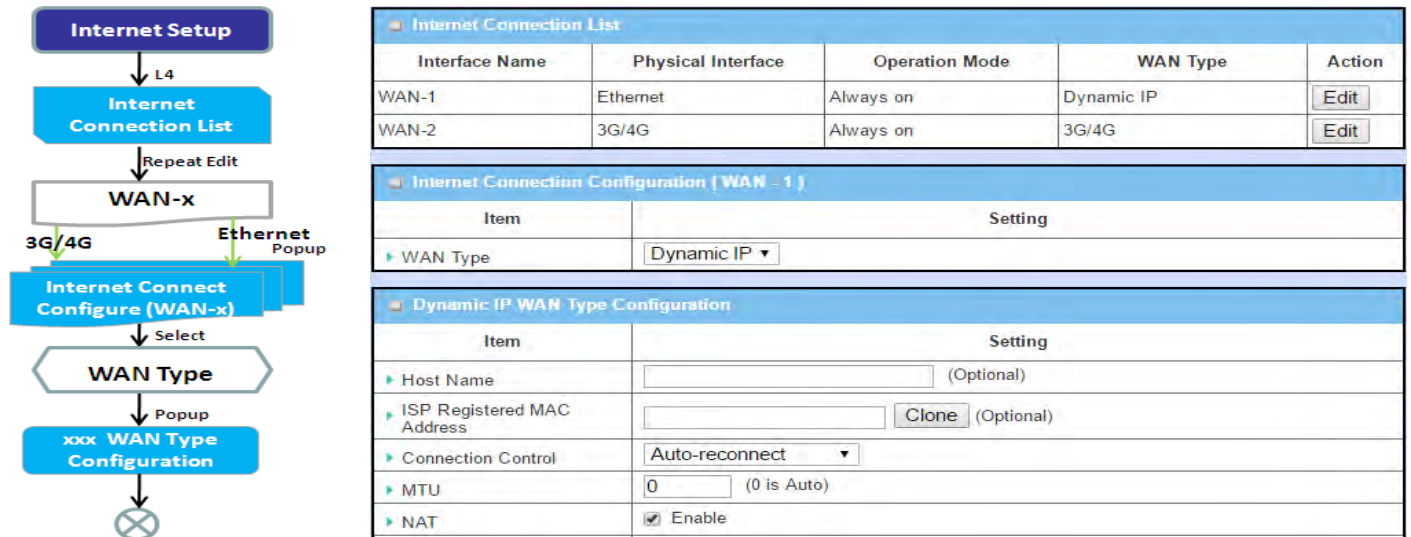 Internet Setup
L4
Internet
Connection List
Repeat Edit
WAN-x
3G/4G
Ethernet
Popup
Internet Connect
Configure (WAN-x)
Select
WAN Type
Popup
xxx WAN Type
Configuration
Internet Connection List
Interface Name Physical Interface Operation Mode WAN Type Action
WAN-1 Ethernet Always on Dynamic IP Edit
WAN-2 3G/4G Always on 3G/4G Edit
Internet Connection Configuration ( WAN - 1 )
Item Setting
WAN Type Dynamic IP
Dynamic IP WAN Type Configuration
Item Setting
Host Name (Optional)
ISP Registered MAC
Address Clone (Optional)
Connection Control Auto-reconnect
MTU 0 (0 is Auto)
NAT Enable